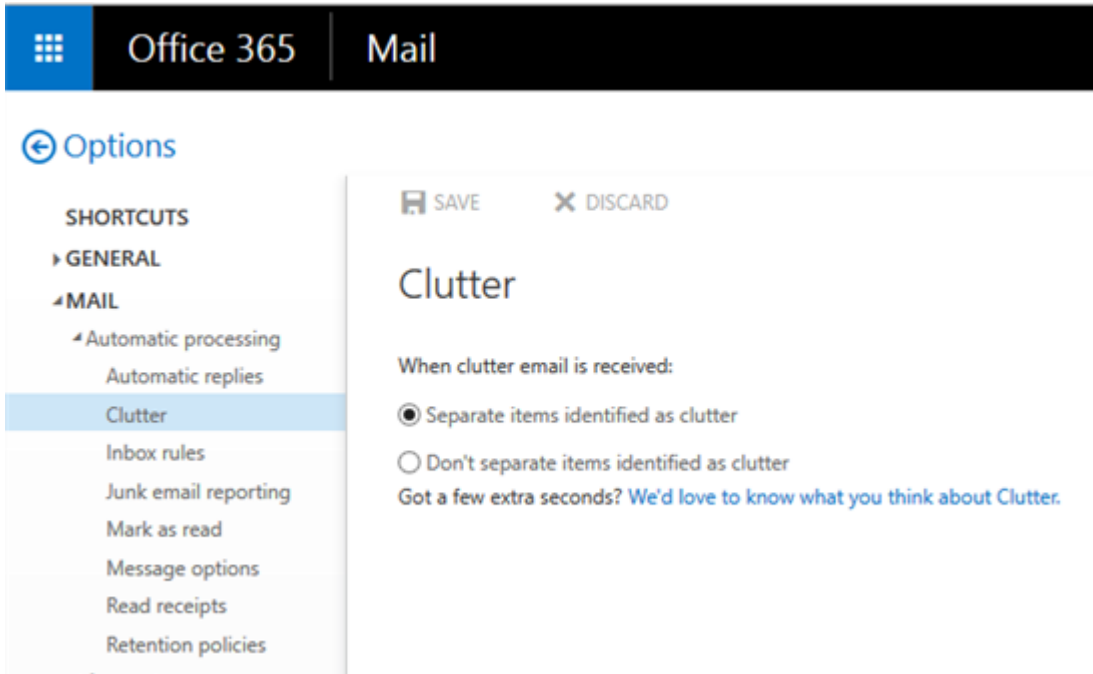 Office 365 Mail
Options
SHORTCUTS
GENERAL
MAIL
Automatic processing
Automatic replies
Clutter
Inbox rules
Junk email reporting
Mark as read
Message options
Read receipts
Retention policies
SAVE DISCARD
Clutter
When clutter email is received:
Separate items identified as clutter
Don't separate items identified as clutter
Got a few extra seconds? We'd love to know what you think about Clutter.